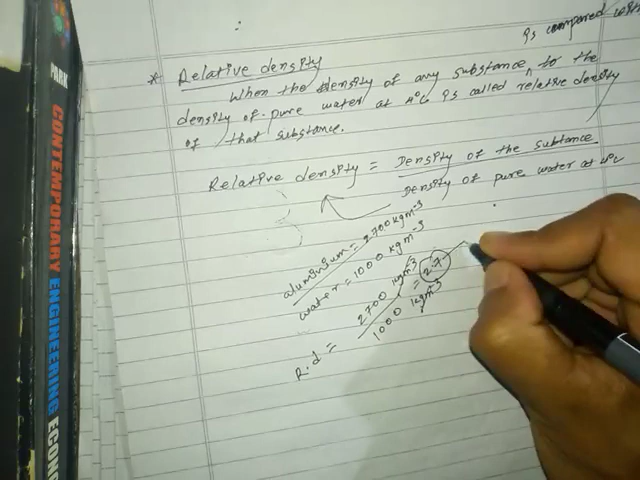 is compared with
* Relative density
When the density of any substance ^ to the
density of pure water at 4°C is called relative density
of that substance.
Relative density = Density of the subtance
Density of pure water at 4°C
aluminium = 2700 kgm-3
water = 1000 kgm-3
R.d = 2700 kgm-3 = 2.7
1000 kgm-3
PARK
CONTEMPORARY ENGINEERING ECONO